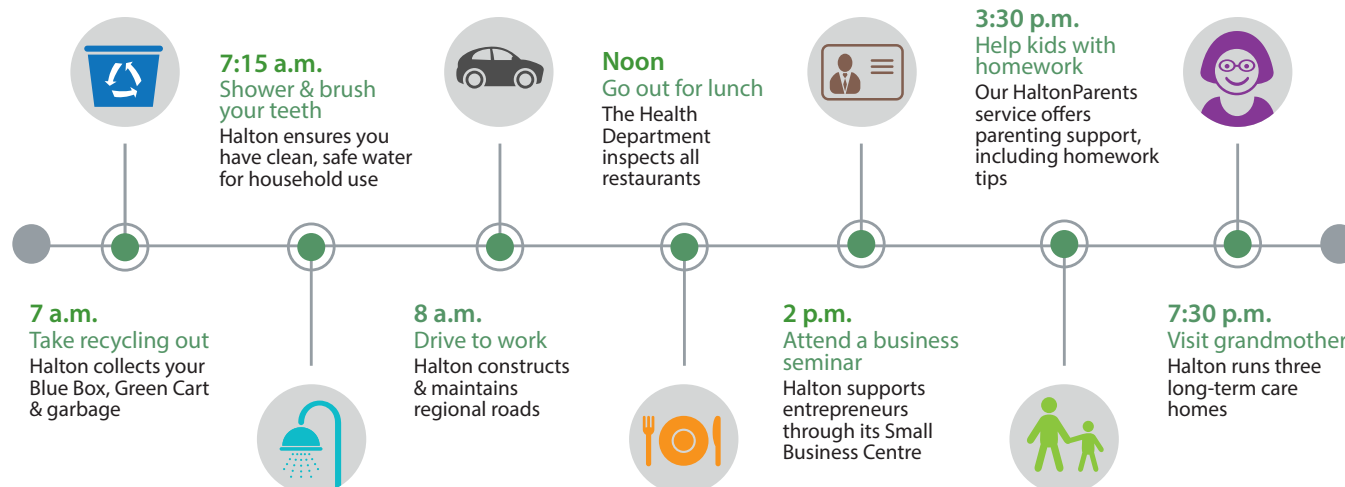 7 a.m.
Take recycling out
Halton collects your
Blue Box, Green Cart
& garbage
7:15 a.m.
Shower & brush
your teeth
Halton ensures you
have clean, safe water
for household use
8 a.m.
Drive to work
Halton constructs
& maintains
regional roads
Noon
Go out for lunch
The Health
Department
inspects all
restaurants
2 p.m.
Attend a business
seminar
Halton supports
entrepreneurs
through its Small
Business Centre
3:30 p.m.
Help kids with
homework
Our HaltonParents
service offers
parenting support,
including homework
tips
7:30 p.m.
Visit grandmother
Halton runs three
long-term care
homes